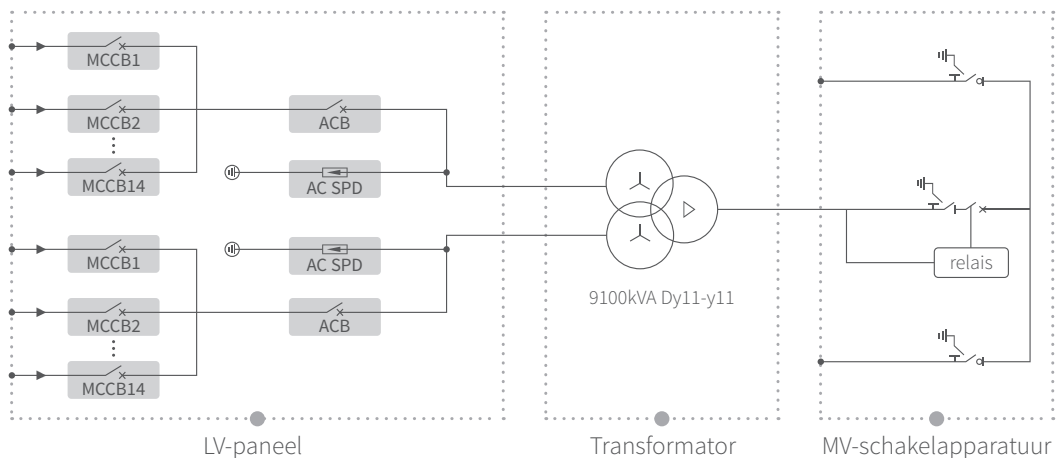 MCCB1
MCCB2
ACB
MCCB14
AC SPD
MCCB1
AC SPD
MCCB2
ACB
MCCB14
9100kVA Dy11-y11
relais
LV-paneel
Transformator
MV-schakelapparatuur